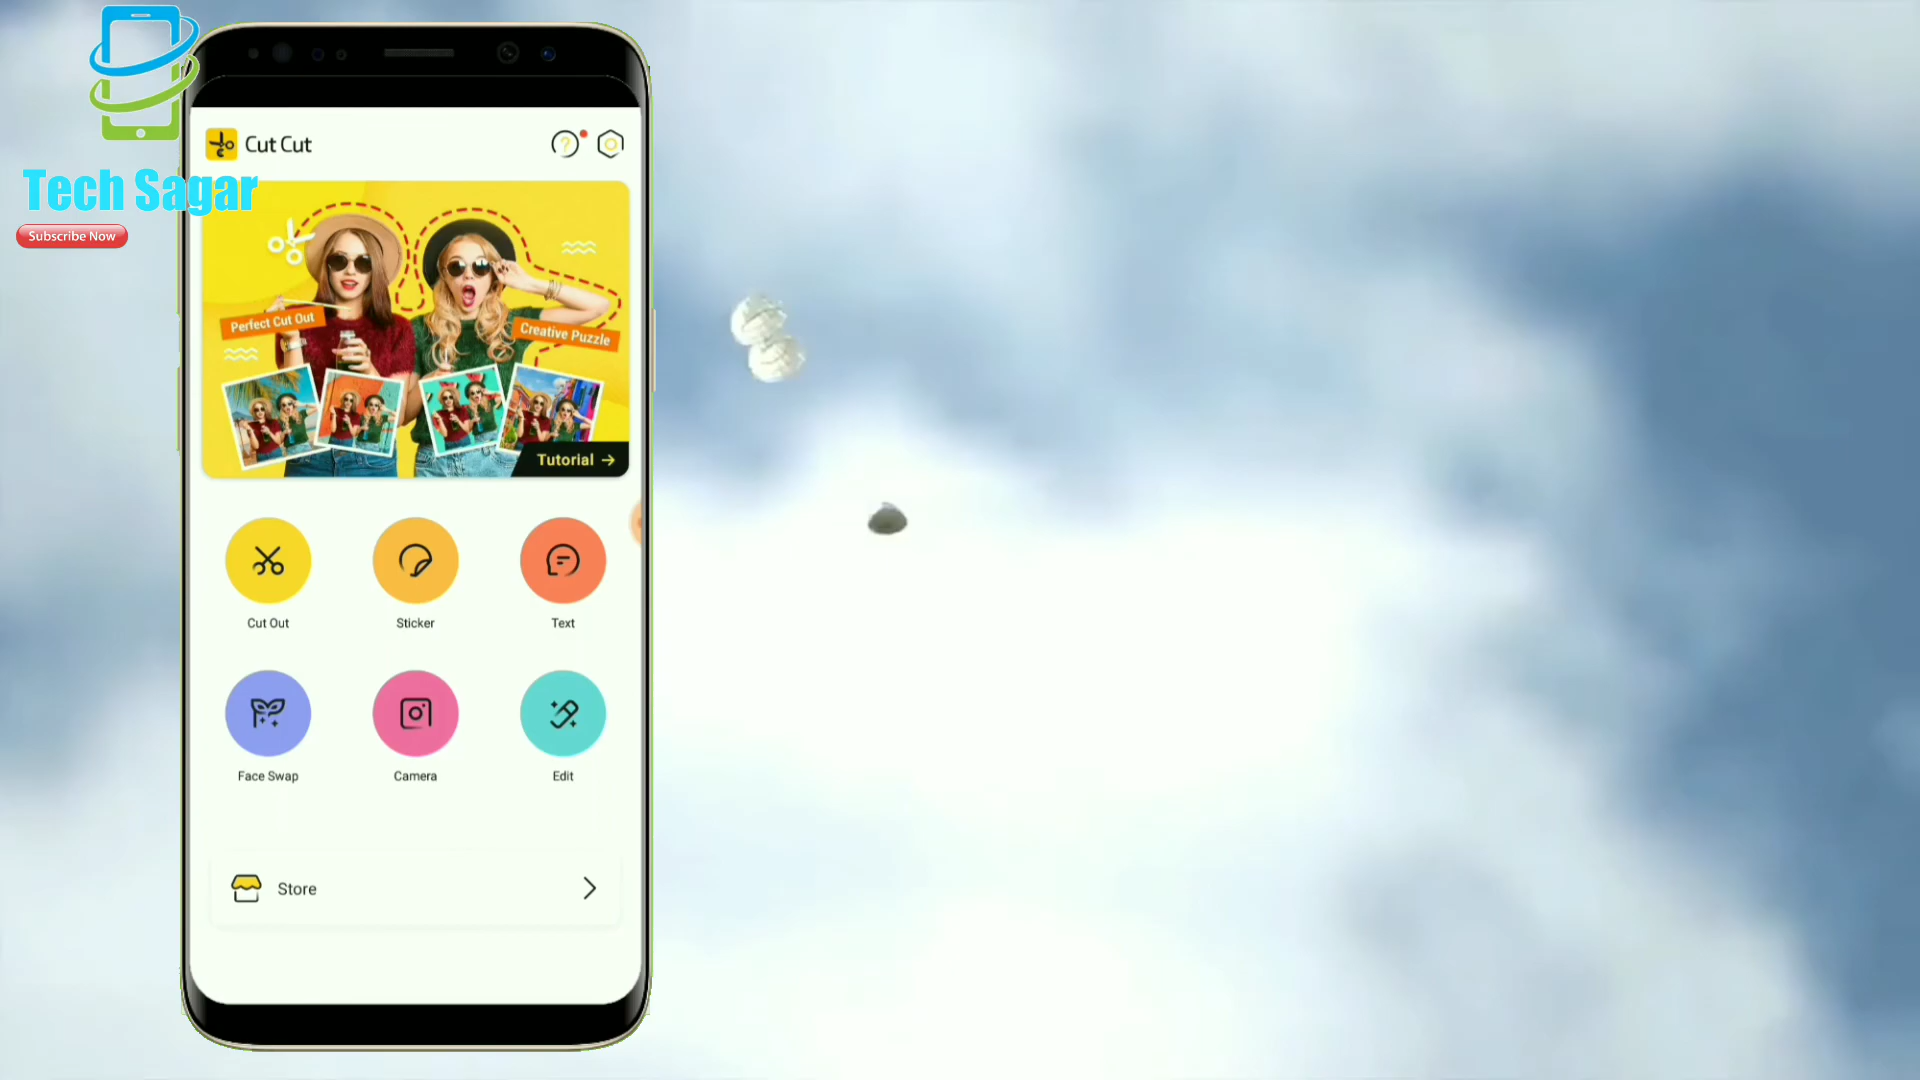 Tech Sagar
Subscribe Now
Cut Cut
Perfect Cut Out
Creative Puzzle
Tutorial
Cut Out
Sticker
Text
Face Swap
Camera
Edit
Store